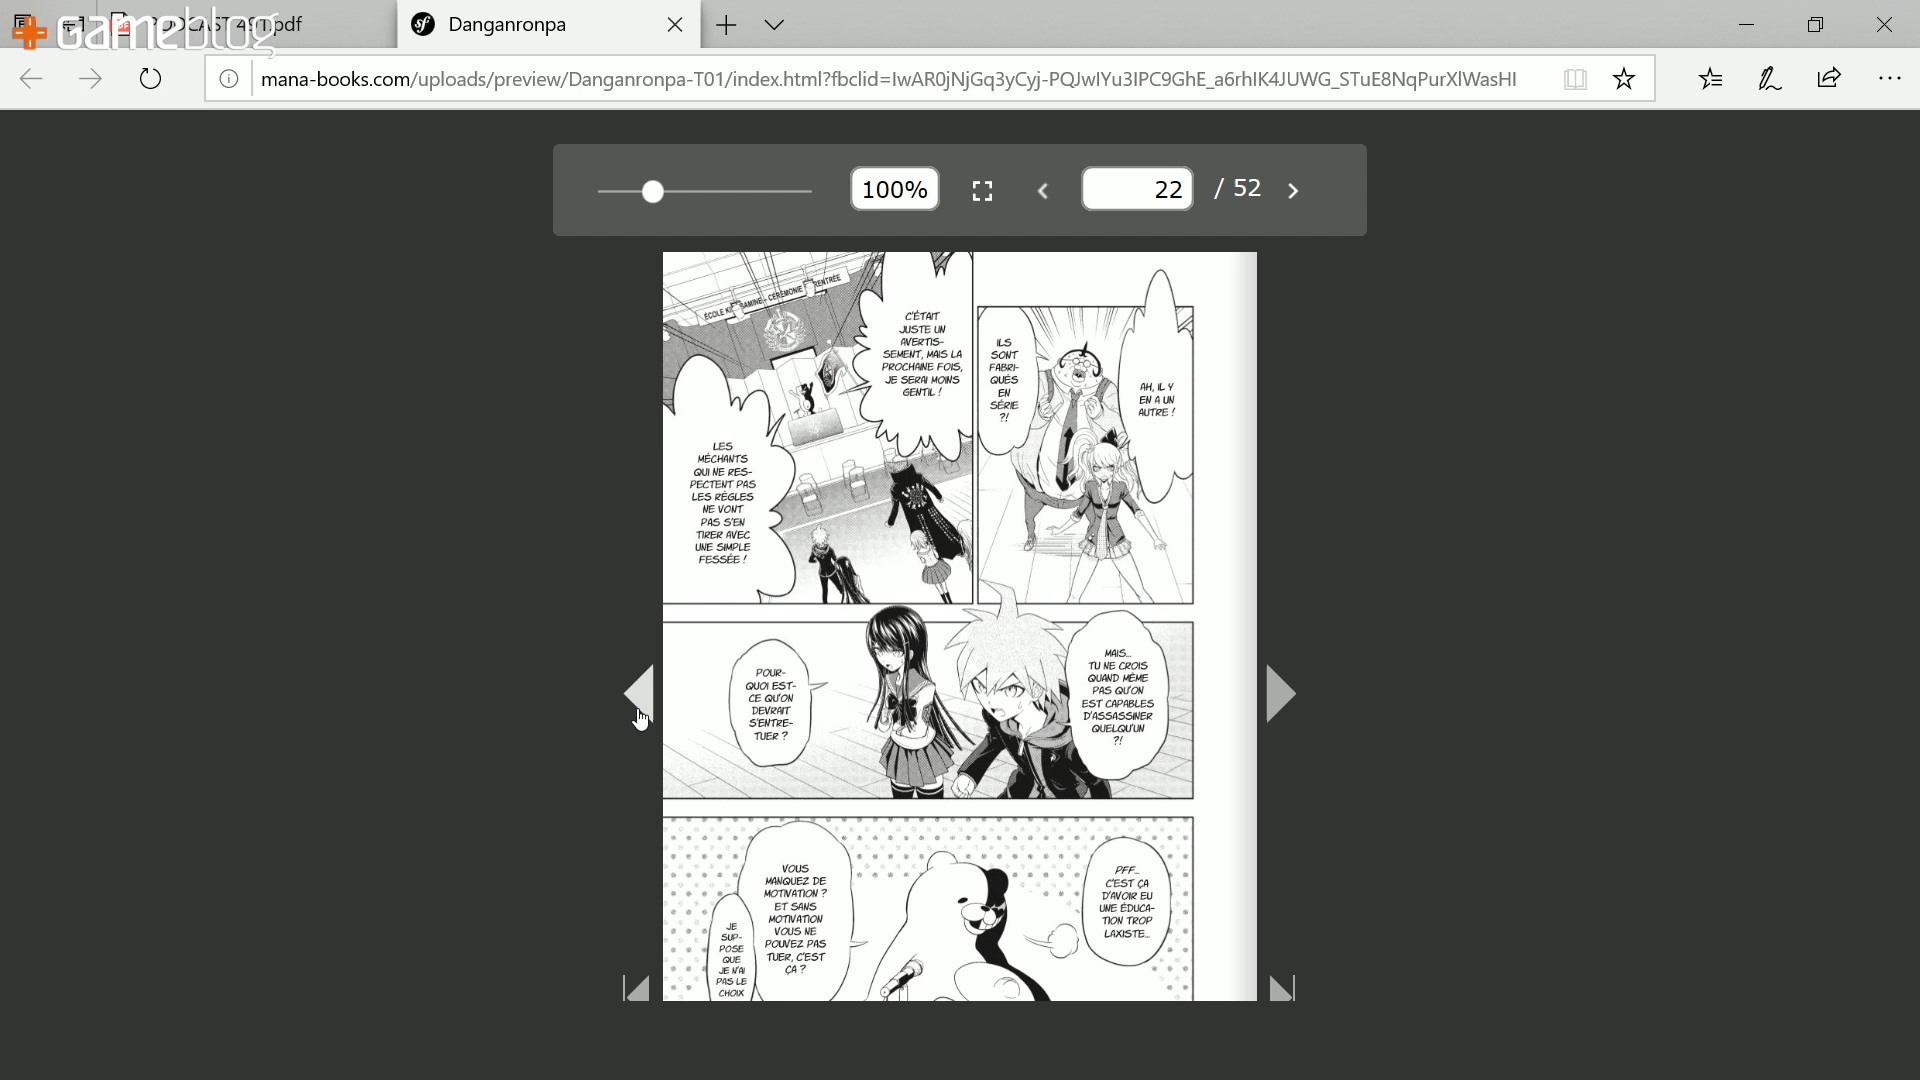 gameblog
PODCAST 491.pdf
Danganronpa
mana-books.com/uploads/preview/Danganronpa-T01/index.html?fbclid=IwAR0jNjGq3yCyj-PQJwIYu3IPC9GhE_a6rhIK4JUWG_STuE8NqPurXlWasHI
100%
22
/ 52
AH, IL Y
EN A UN
AUTRE !
ILS
SONT
FABRI-
QUÉS
EN
SÉRIE
?!
CÉRÉMONIE
RENTRÉE
ÉCOLE
C'ÉTAIT
JUSTE UN
AVERTIS-
SEMENT, MAIS LA
PROCHAINE FOIS,
JE SERAI MOINS
GENTIL !
LES
MÉCHANTS
QUI NE RES-
PECTENT PAS
LES RÈGLES
NE VONT
PAS S'EN
TIRER AVEC
UNE SIMPLE
FESSÉE !
MAIS...
TU NE CROIS
QUAND MÊME
PAS QU'ON
EST CAPABLES
D'ASSASSINER
QUELQU'UN
?!
POUR-
QUOI EST-
CE QU'ON
DEVRAIT
S'ENTRE-
TUER ?
PFF...
C'EST ÇA
D'AVOIR EU
UNE ÉDUCA-
TION TROP
LAXISTE...
VOUS
MANQUEZ DE
MOTIVATION ?
ET SANS
MOTIVATION
VOUS NE
POUVEZ PAS
TUER, C'EST
ÇA ?
JE
SUP-
POSE
QUE
JE N'AI
PAS LE
CHOIX